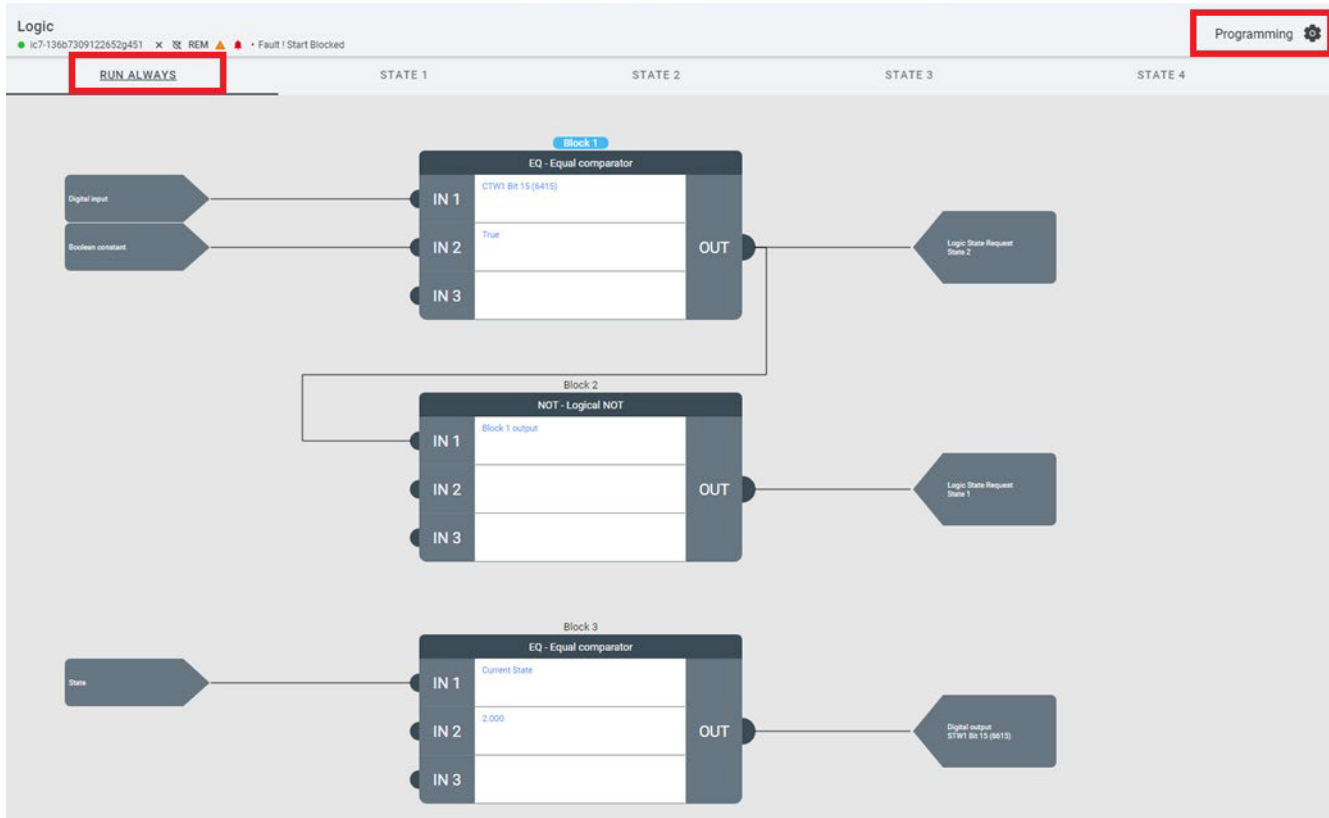 Logic
Programming
ic7-136b7309122652g451 REM • Fault ! Start Blocked
RUN ALWAYS
STATE 1
STATE 2
STATE 3
STATE 4
Block 1
EQ - Equal comparator
Digital input
IN 1
CTW1 Bit 15 (6415)
Boolean constant
IN 2
True
OUT
Logic State Request
State 2
IN 3
Block 2
NOT - Logical NOT
IN 1
Block 1 output
IN 2
OUT
Logic State Request
State 1
IN 3
Block 3
EQ - Equal comparator
State
IN 1
Current State
IN 2
2.000
OUT
Digital output
STW1 Bit 15 (6615)
IN 3